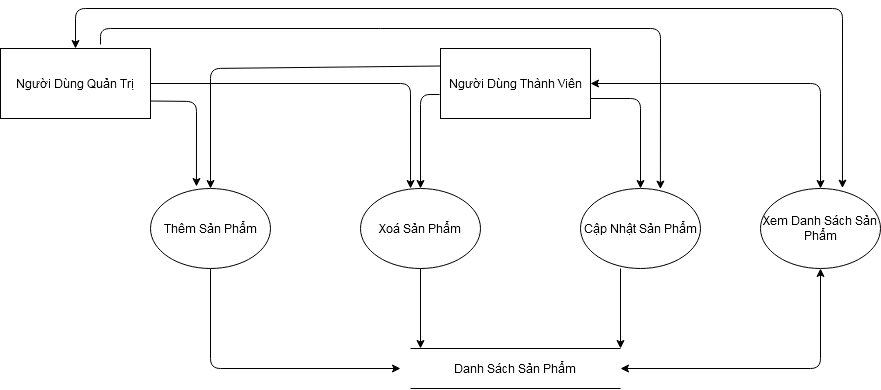 Người Dùng Quản Trị
Người Dùng Thành Viên
Thêm Sản Phẩm
Xoá Sản Phẩm
Cập Nhật Sản Phẩm
Xem Danh Sách Sản
Phẩm
Danh Sách Sản Phẩm